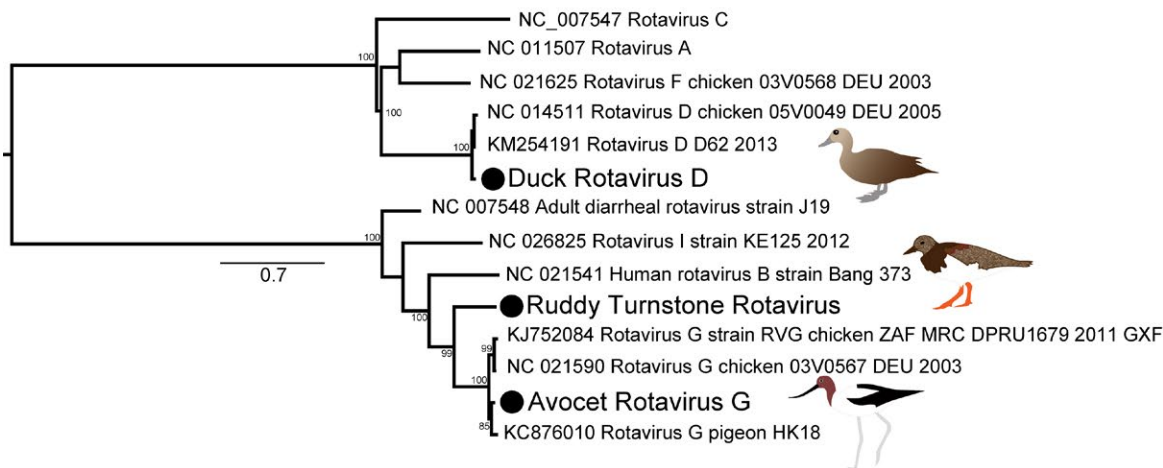 NC_007547 Rotavirus C
100
NC 011507 Rotavirus A
NC 021625 Rotavirus F chicken 03V0568 DEU 2003
100
NC 014511 Rotavirus D chicken 05V0049 DEU 2005
100
KM254191 Rotavirus D D62 2013
Duck Rotavirus D
NC 007548 Adult diarrheal rotavirus strain J19
100
NC 026825 Rotavirus I strain KE125 2012
0.7
NC 021541 Human rotavirus B strain Bang 373
100
Ruddy Turnstone Rotavirus
KJ752084 Rotavirus G strain RVG chicken ZAF MRC DPRU1679 2011 GXF
99
99
NC 021590 Rotavirus G chicken 03V0567 DEU 2003
100
Avocet Rotavirus G
85
KC876010 Rotavirus G pigeon HK18